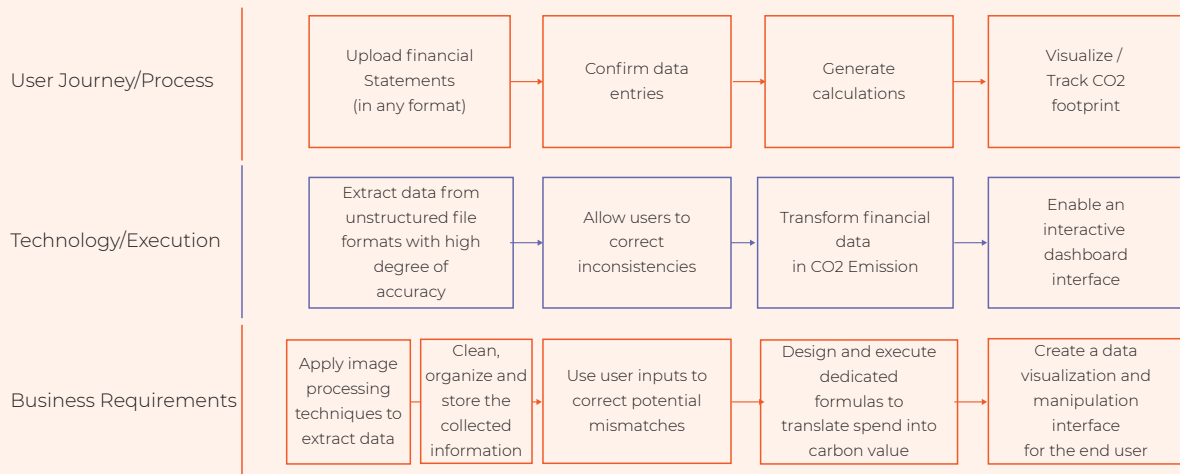 User Journey/Process
Upload financial
Statements
(in any format)
Confirm data
entries
Generate
calculations
Visualize /
Track CO2
footprint
Technology/Execution
Extract data from
unstructured file
formats with high
degree of
accuracy
Allow users to
correct
inconsistencies
Transform financial
data
in CO2 Emission
Enable an
interactive
dashboard
interface
Business Requirements
Apply image
processing
techniques to
extract data
Clean,
organize and
store the
collected
information
Use user inputs to
correct potential
mismatches
Design and execute
dedicated
formulas to
translate spend into
carbon value
Create a data
visualization and
manipulation
interface
for the end user